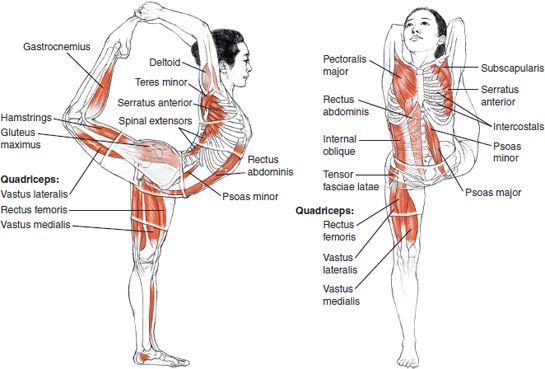 Gastrocnemius
Deltoid
Teres minor
Serratus anterior
Spinal extensors
Hamstrings
Gluteus
maximus
Quadriceps:
Vastus lateralis
Rectus femoris
Vastus medialis
Rectus
abdominis
Psoas minor
Pectoralis
major
Rectus
abdominis
Internal
oblique
Tensor
fasciae latae
Quadriceps:
Rectus
femoris
Vastus
lateralis
Vastus
medialis
Subscapularis
Serratus
anterior
Intercostals
Psoas
minor
Psoas major